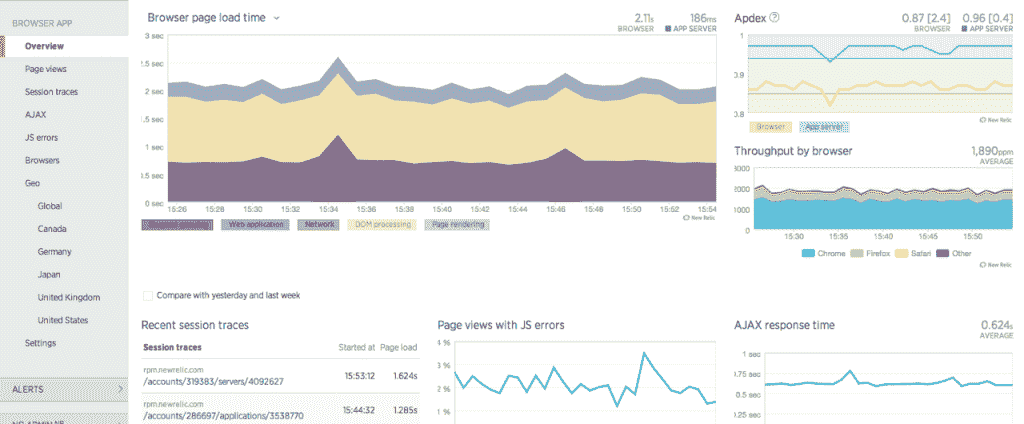 BROWSER APP
Overview
Page views
Session traces
AJAX
JS errors
Browsers
Geo
Global
Canada
Germany
Japan
United Kingdom
United States
Settings
ALERTS
Browser page load time
2.11s
BROWSER
186ms
APP SERVER
3 sec
.5 sec
2 sec
.5 sec
1 sec
.5 sec
0 sec
15:26 15:28 15:30 15:32 15:34 15:36 15:38 15:40 15:42 15:44 15:46 15:48 15:50 15:52 15:54
New Relic
Web application Network DOM processing Page rendering
Compare with yesterday and last week
Apdex ?
0.87 [2.4]
BROWSER
0.96 [0.4]
APP SERVER
1
0.9
0.8
New Relic
Browser App server
Throughput by browser
1,890ppm
AVERAGE
3000
2000
1000
0
15:30 15:35 15:40 15:45 15:50
Chrome Firefox Safari Other
New Relic
Recent session traces
Session traces Started at Page load
rpm.newrelic.com
/accounts/319383/servers/4092627 15:53:12 1.624s
rpm.newrelic.com
/accounts/286697/applications/3538770 15:44:32 1.285s
Page views with JS errors
4 %
3 %
2 %
1 %
AJAX response time
0.624s
AVERAGE
1 sec
.75 sec
0.5 sec
.25 sec